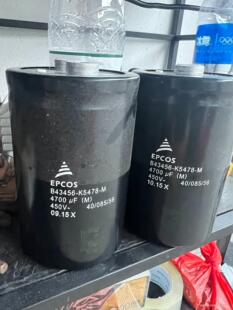 EPCOS
B43456-K5478-M
4700 µF (M)
450V- 40/085/56
09.15 X
EPCOS
B43456-K5478-M
4700 µF (M)
450V- 40/085/56
10.15 X